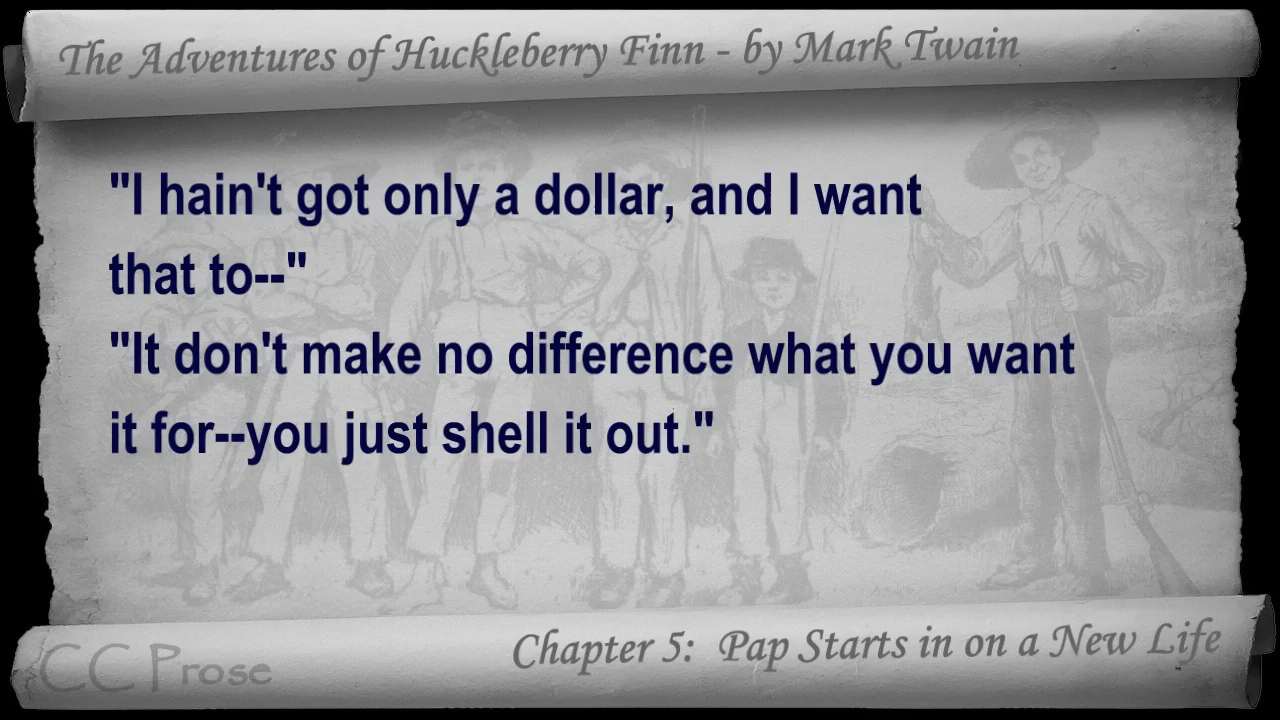 The Adventures of Huckleberry Finn - by Mark Twain
"I hain't got only a dollar, and I want
that to--"
"It don't make no difference what you want
it for--you just shell it out."
Chapter 5: Pap Starts in on a New Life
CC Prose